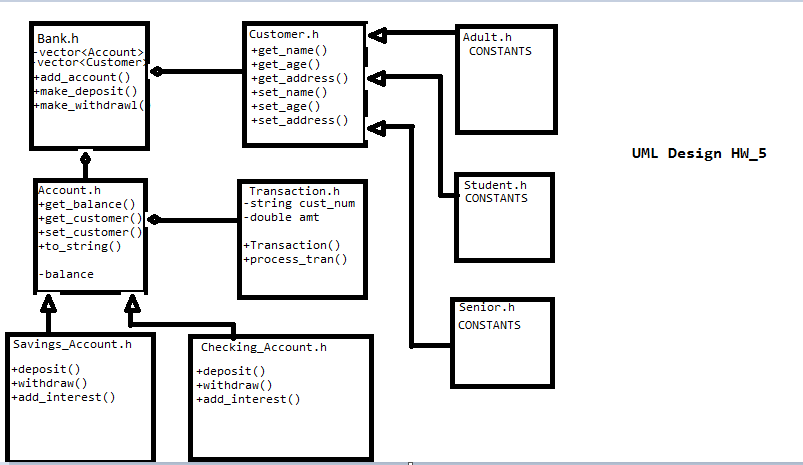 Bank.h
-vector<Account>
-vector<Customer>
+add_account()
+make_deposit()
+make_withdrawl(
Customer.h
+get_name()
+get_age()
+get_address()
+set_name()
+set_age()
+set_address()
Adult.h
CONSTANTS
UML Design HW_5
Account.h
+get_balance()
+get_customer()
+set_customer()
+to_string()
-balance
Transaction.h
-string cust_num
-double amt
+Transaction()
+process_tran()
Student.h
CONSTANTS
Senior.h
CONSTANTS
Savings_Account.h
+deposit()
+withdraw()
+add_interest()
Checking_Account.h
+deposit()
+withdraw()
+add_interest()